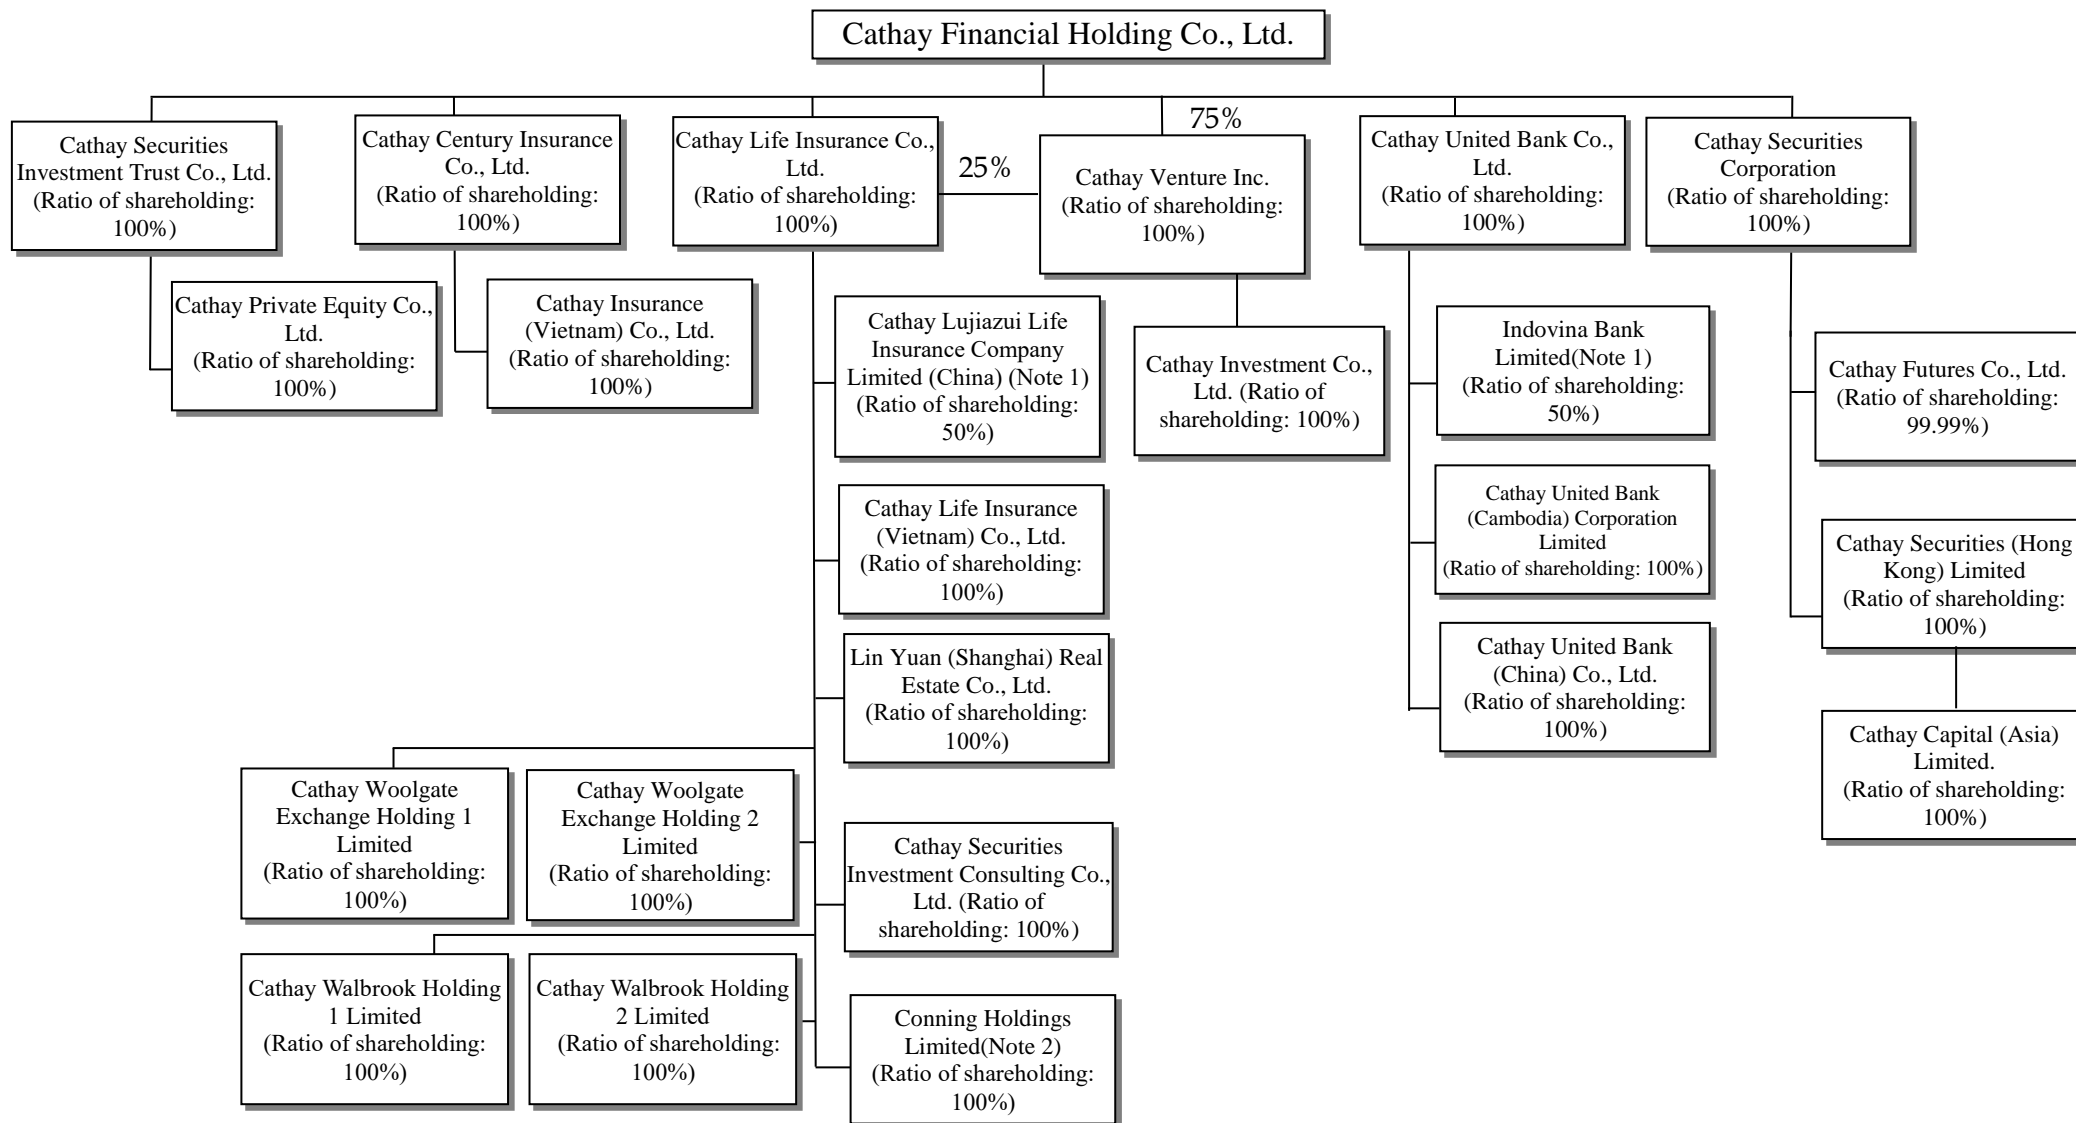 Cathay Financial Holding Co., Ltd.
Cathay Securities
Investment Trust Co., Ltd.
(Ratio of shareholding:
100%)
Cathay Century Insurance
Co., Ltd.
(Ratio of shareholding:
100%)
Cathay Life Insurance Co.,
Ltd.
(Ratio of shareholding:
100%)
25%
75%
Cathay Venture Inc.
(Ratio of shareholding:
100%)
Cathay United Bank Co.,
Ltd.
(Ratio of shareholding:
100%)
Cathay Securities
Corporation
(Ratio of shareholding:
100%)
Cathay Private Equity Co.,
Ltd.
(Ratio of shareholding:
100%)
Cathay Insurance
(Vietnam) Co., Ltd.
(Ratio of shareholding:
100%)
Cathay Lujiazui Life
Insurance Company
Limited (China) (Note 1)
(Ratio of shareholding:
50%)
Cathay Investment Co.,
Ltd. (Ratio of
shareholding: 100%)
Indovina Bank
Limited(Note 1)
(Ratio of shareholding:
50%)
Cathay Futures Co., Ltd.
(Ratio of shareholding:
99.99%)
Cathay Life Insurance
(Vietnam) Co., Ltd.
(Ratio of shareholding:
100%)
Cathay United Bank
(Cambodia) Corporation
Limited
(Ratio of shareholding: 100%)
Cathay Securities (Hong
Kong) Limited
(Ratio of shareholding:
100%)
Lin Yuan (Shanghai) Real
Estate Co., Ltd.
(Ratio of shareholding:
100%)
Cathay United Bank
(China) Co., Ltd.
(Ratio of shareholding:
100%)
Cathay Capital (Asia)
Limited.
(Ratio of shareholding:
100%)
Cathay Woolgate
Exchange Holding 1
Limited
(Ratio of shareholding:
100%)
Cathay Woolgate
Exchange Holding 2
Limited
(Ratio of shareholding:
100%)
Cathay Securities
Investment Consulting Co.,
Ltd. (Ratio of
shareholding: 100%)
Cathay Walbrook Holding
1 Limited
(Ratio of shareholding:
100%)
Cathay Walbrook Holding
2 Limited
(Ratio of shareholding:
100%)
Conning Holdings
Limited(Note 2)
(Ratio of shareholding:
100%)